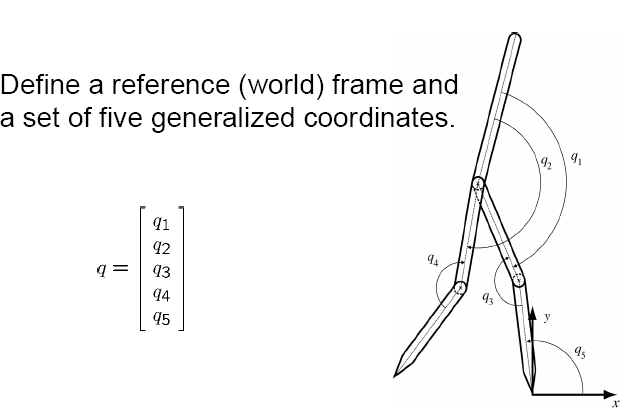 Define a reference (world) frame and
a set of five generalized coordinates.
q =
q1
q2
q3
q4
q5
q2
q1
q4
q3
y
q5
x